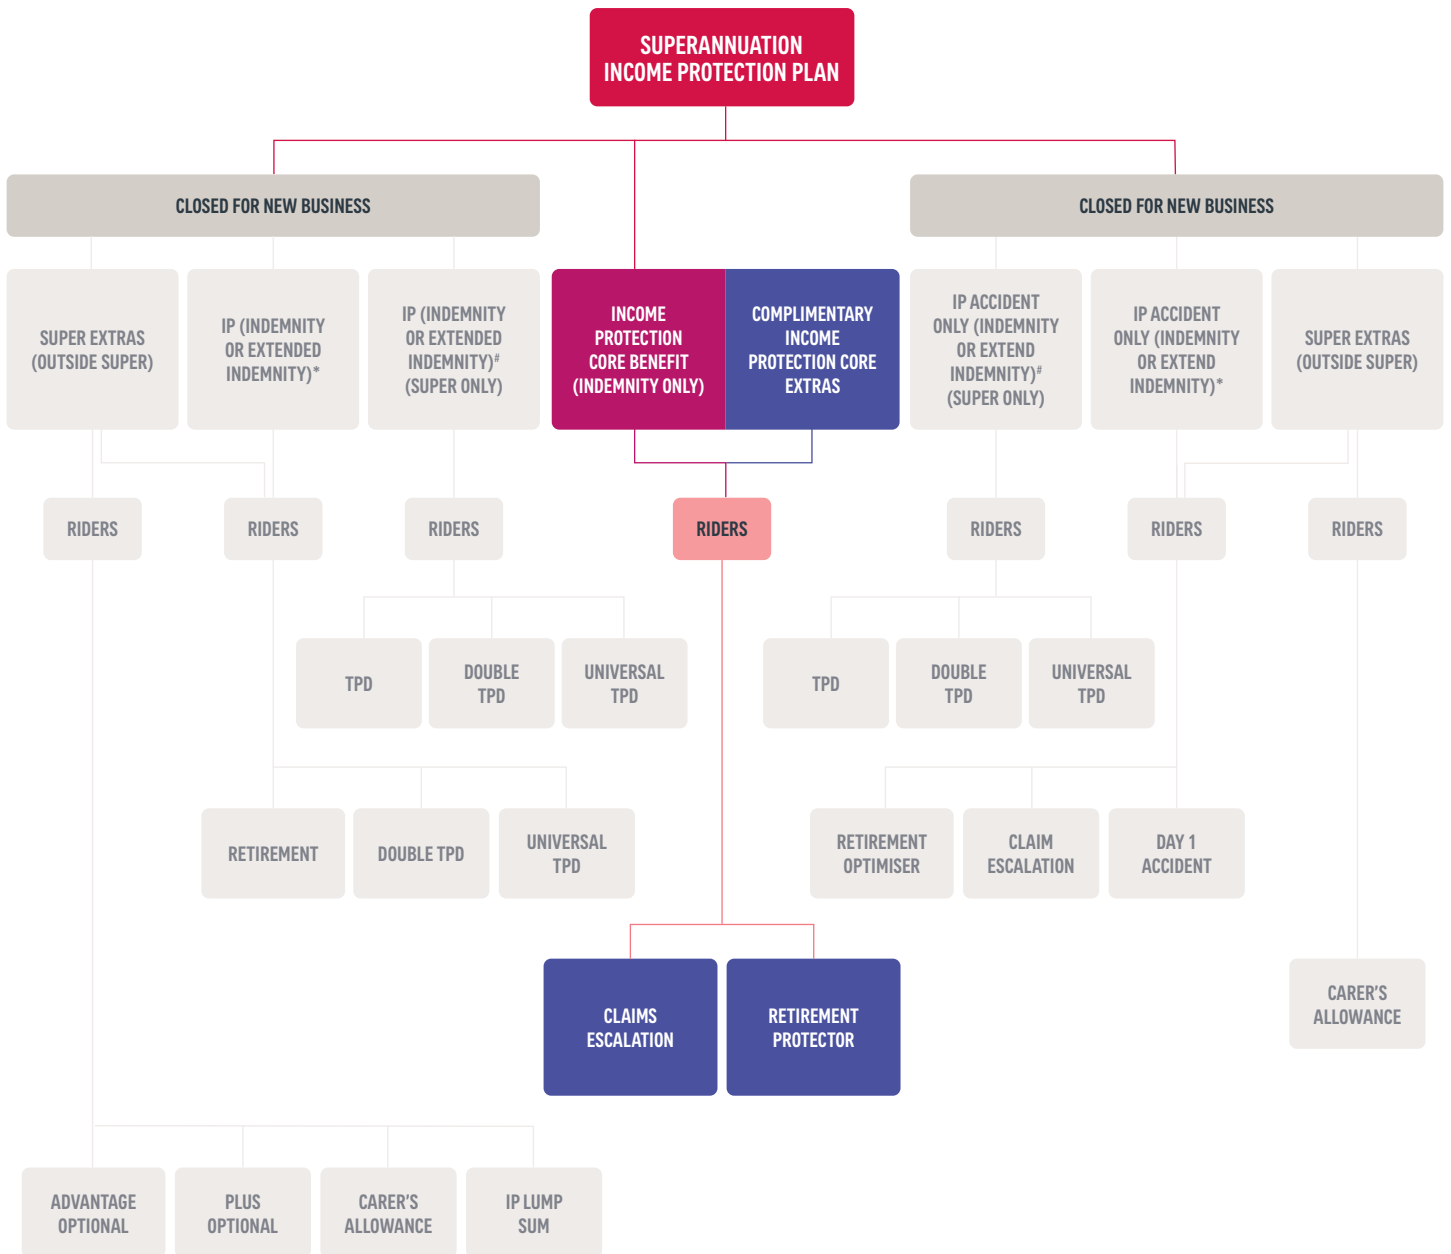 SUPERANNUATION
INCOME PROTECTION PLAN
CLOSED FOR NEW BUSINESS
CLOSED FOR NEW BUSINESS
SUPER EXTRAS
(OUTSIDE SUPER)
IP (INDEMNITY
OR EXTENDED
INDEMNITY)*
IP (INDEMNITY
OR EXTENDED
INDEMNITY)#
(SUPER ONLY)
INCOME
PROTECTION
CORE BENEFIT
(INDEMNITY ONLY)
COMPLIMENTARY
INCOME
PROTECTION CORE
EXTRAS
IP ACCIDENT
ONLY (INDEMNITY
OR EXTEND
INDEMNITY)#
(SUPER ONLY)
IP ACCIDENT
ONLY (INDEMNITY
OR EXTEND
INDEMNITY)*
SUPER EXTRAS
(OUTSIDE SUPER)
RIDERS
RIDERS
RIDERS
RIDERS
RIDERS
RIDERS
RIDERS
TPD
DOUBLE
TPD
UNIVERSAL
TPD
TPD
DOUBLE
TPD
UNIVERSAL
TPD
RETIREMENT
DOUBLE TPD
UNIVERSAL
TPD
RETIREMENT
OPTIMISER
CLAIM
ESCALATION
DAY 1
ACCIDENT
CLAIMS
ESCALATION
RETIREMENT
PROTECTOR
CARER'S
ALLOWANCE
ADVANTAGE
OPTIONAL
PLUS
OPTIONAL
CARER'S
ALLOWANCE
IP LUMP
SUM